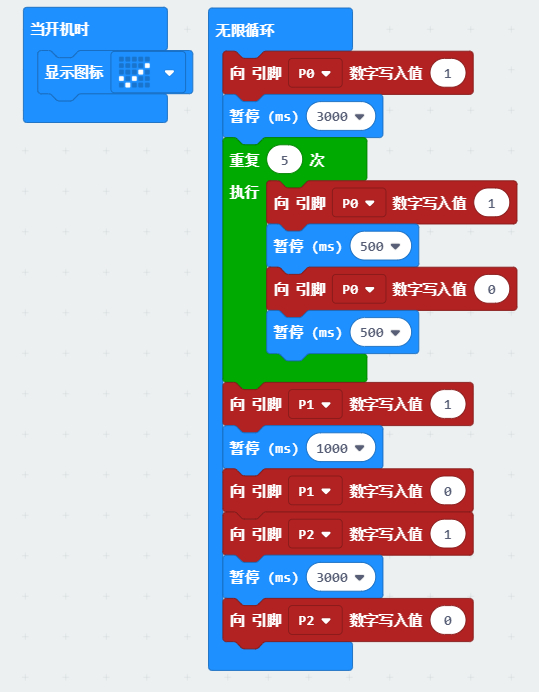 当开机时
显示图标
无限循环
向 引脚 P0 数字写入值 1
暂停 (ms) 3000
重复 5 次
执行
向 引脚 P0 数字写入值 1
暂停 (ms) 500
向 引脚 P0 数字写入值 0
暂停 (ms) 500
向 引脚 P1 数字写入值 1
暂停 (ms) 1000
向 引脚 P1 数字写入值 0
向 引脚 P2 数字写入值 1
暂停 (ms) 3000
向 引脚 P2 数字写入值 0